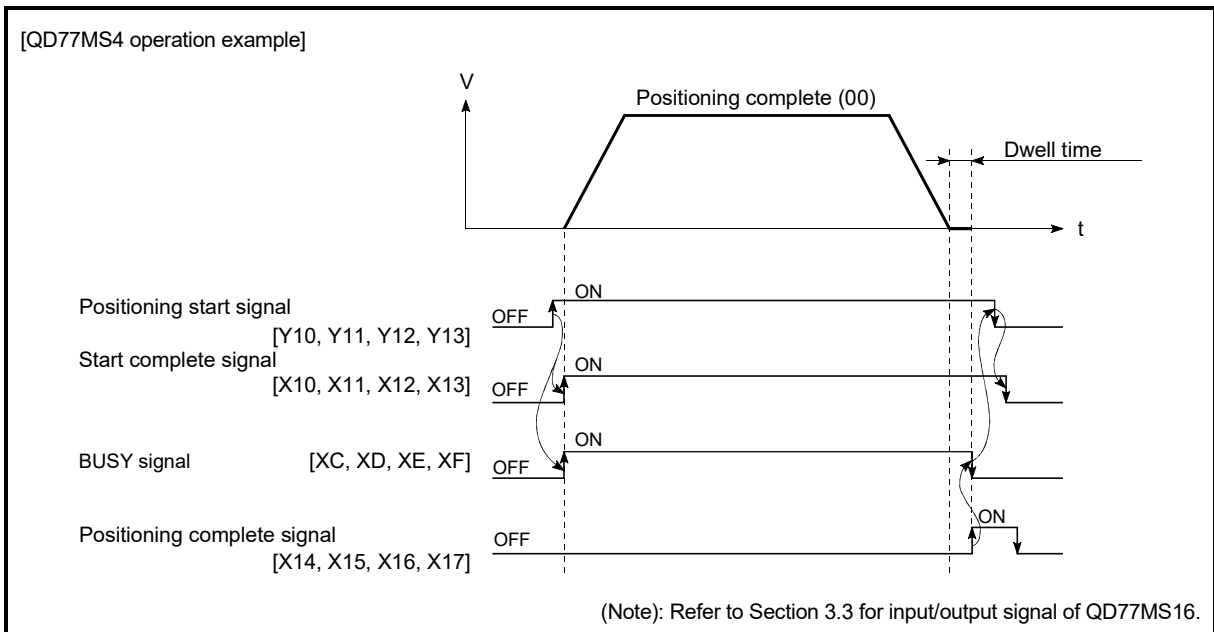 [QD77MS4 operation example]
V
Positioning complete (00)
Dwell time
t
Positioning start signal
[Y10, Y11, Y12, Y13]
OFF
ON
Start complete signal
[X10, X11, X12, X13]
OFF
ON
BUSY signal [XC, XD, XE, XF]
OFF
ON
Positioning complete signal
[X14, X15, X16, X17]
OFF
ON
(Note): Refer to Section 3.3 for input/output signal of QD77MS16.